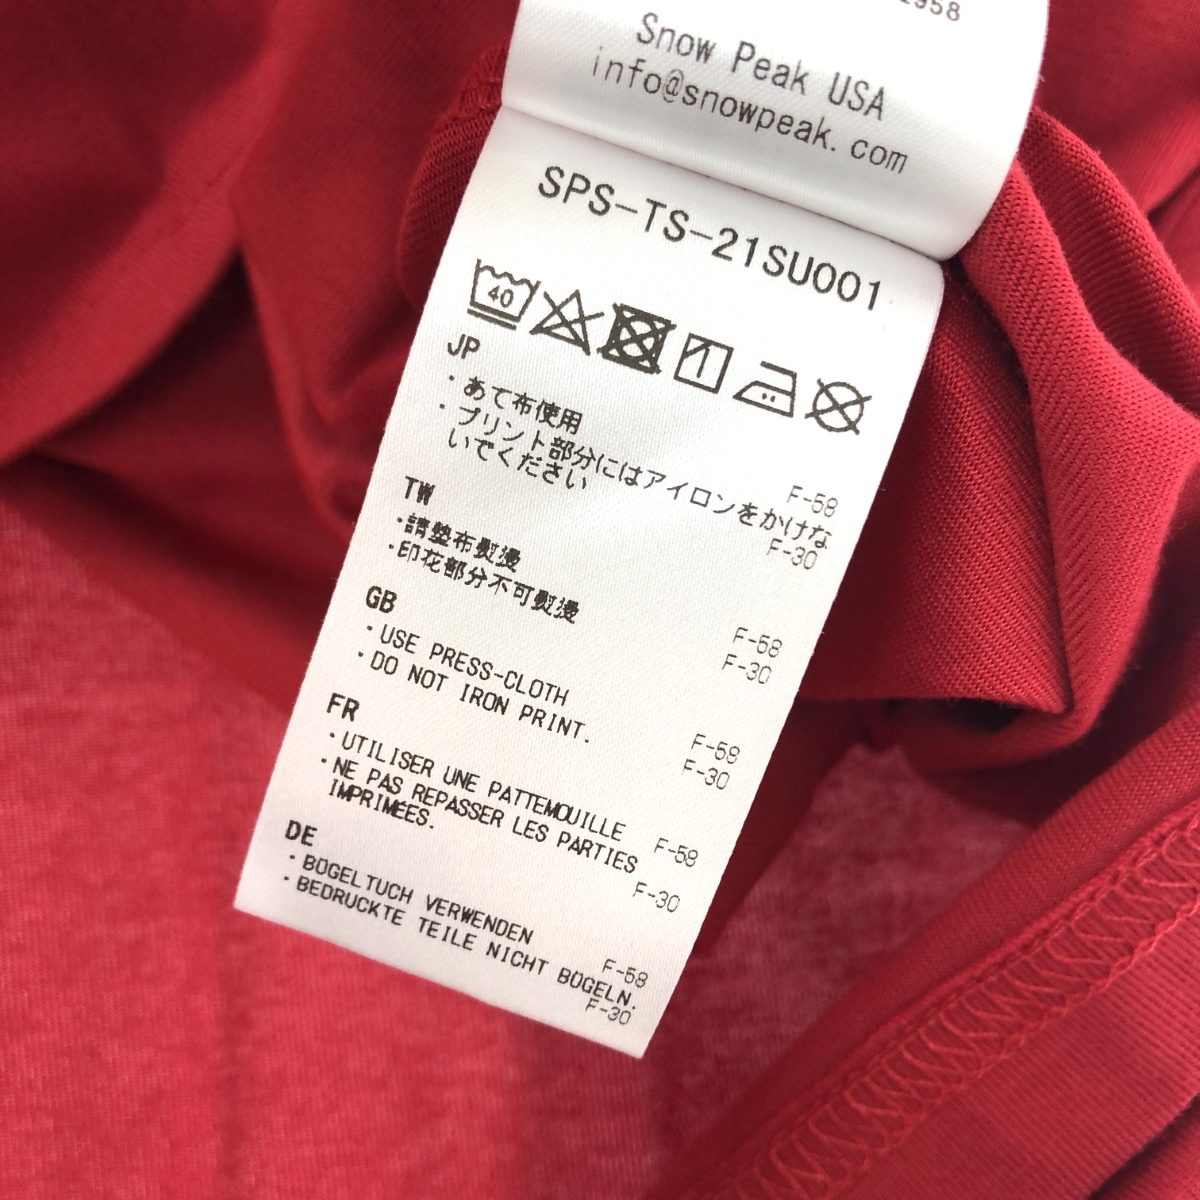 Snow Peak USA
info@snowpeak.com
SPS-TS-21SU001
40
JP
・あて布使用
F-58
・プリント部分にはアイロンをかけな
いでください
F-30
TW
・請墊布熨燙
F-58
・印花部分不可熨燙
F-30
GB
・USE PRESS-CLOTH
F-58
・DO NOT IRON PRINT.
F-30
FR
・UTILISER UNE PATTEMOUILLE
F-58
・NE PAS REPASSER LES PARTIES
IMPRIMÉES.
F-30
DE
・BÜGELTUCH VERWENDEN
F-58
・BEDRUCKTE TEILE NICHT BÜGELN.
F-30